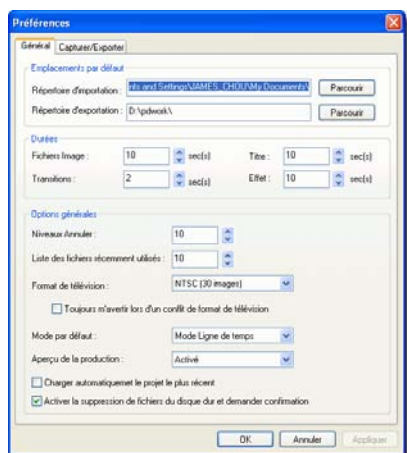 Préférences
Général Capturer/Exporter
Emplacements par défaut
Répertoire d'importation : nts and Settings\JAMES_CHOU\My Documents\ Parcourir
Répertoire d'exportation : D:\pdwork\ Parcourir
Durées
Fichiers Image : 10 sec(s) Titre : 10 sec(s)
Transitions : 2 sec(s) Effet : 10 sec(s)
Options générales
Niveaux Annuler : 10
Liste des fichiers récemment utilisés : 10
Format de télévision : NTSC (30 images)
Toujours m'avertir lors d'un conflit de format de télévision
Mode par défaut : Mode Ligne de temps
Aperçu de la production : Activé
Charger automatiquemet le projet le plus récent
Activer la suppression de fichiers du disque dur et demander confirmation
OK Annuler Appliquer